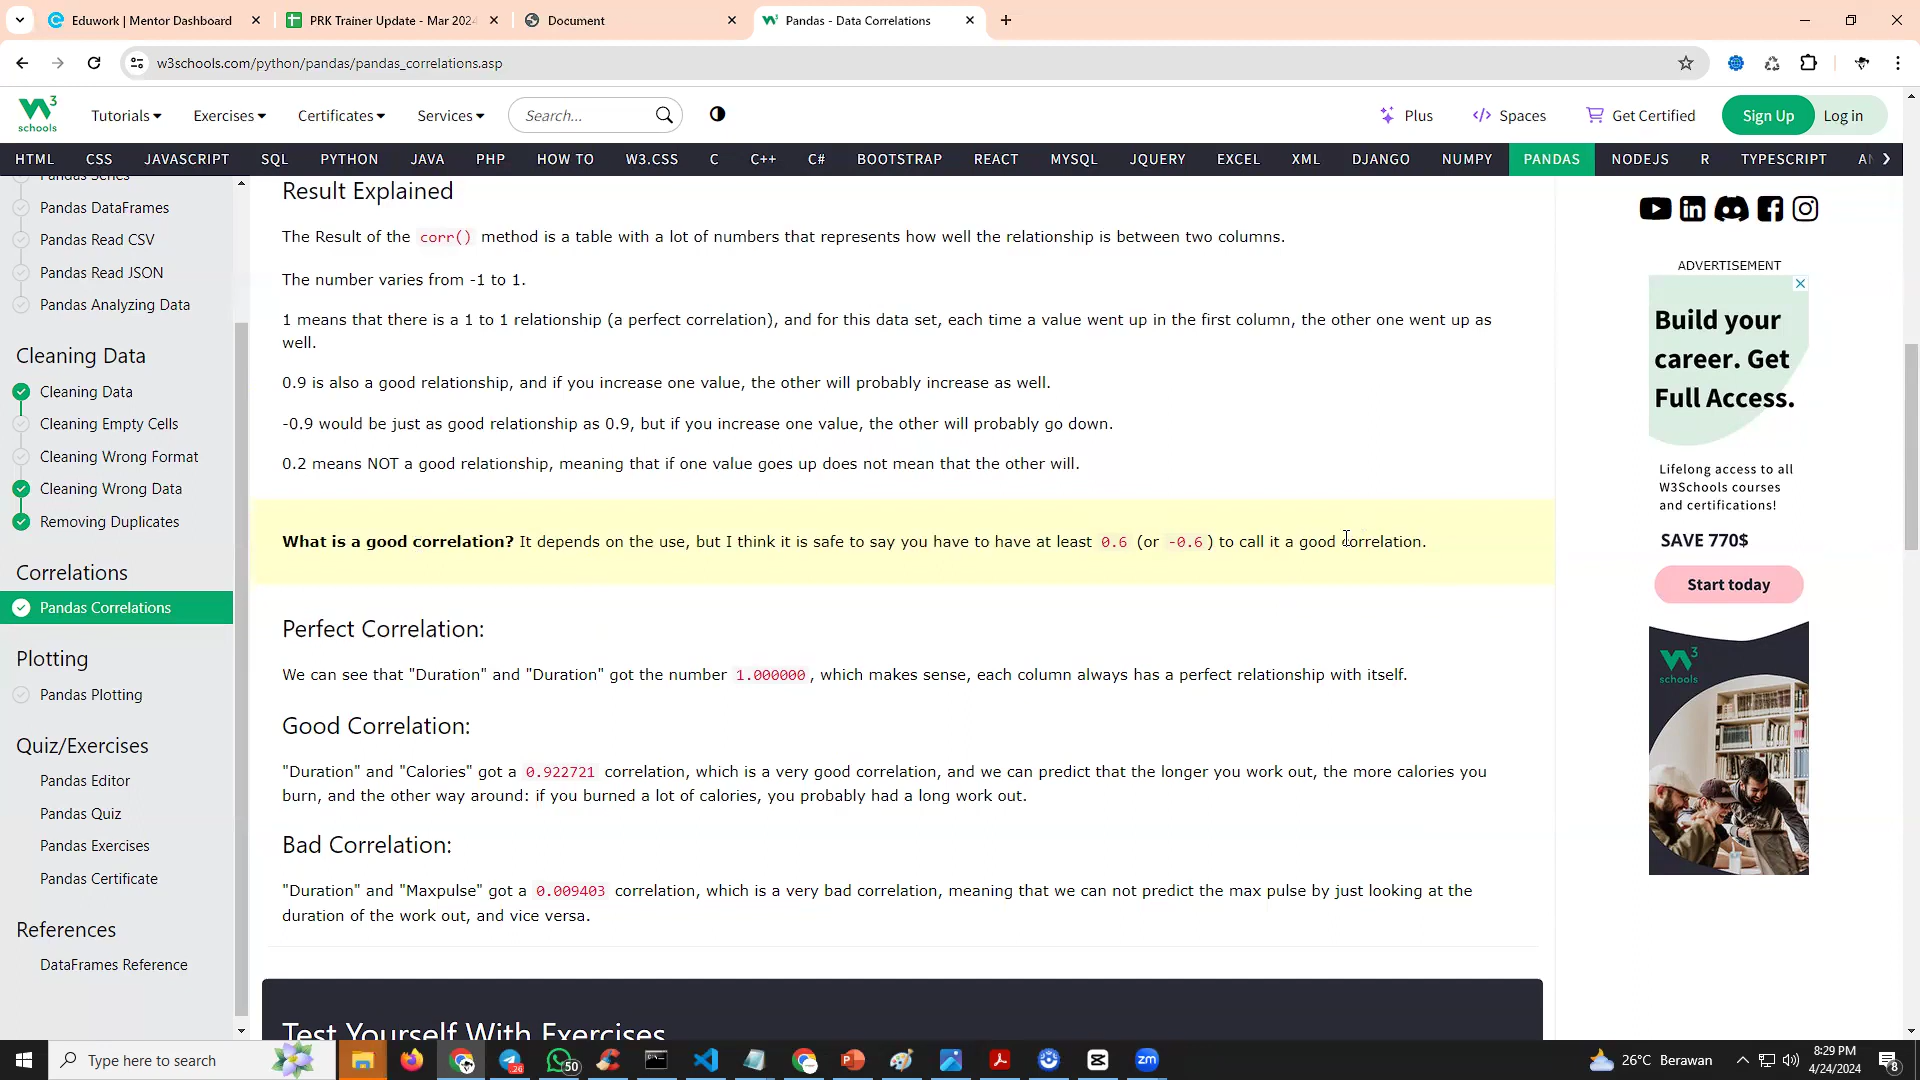 Eduwork | Mentor Dashboard
PRK Trainer Update - Mar 2024
Document
Pandas - Data Correlations
w3schools.com/python/pandas/pandas_correlations.asp
W3 schools
Tutorials
Exercises
Certificates
Services
Search...
Plus
Spaces
Get Certified
Sign Up
Log in
HTML CSS JAVASCRIPT SQL PYTHON JAVA PHP HOW TO W3.CSS C C++ C# BOOTSTRAP REACT MYSQL JQUERY EXCEL XML DJANGO NUMPY PANDAS NODEJS R TYPESCRIPT
Pandas Series
Pandas DataFrames
Pandas Read CSV
Pandas Read JSON
Pandas Analyzing Data
Cleaning Data
Cleaning Data
Cleaning Empty Cells
Cleaning Wrong Format
Cleaning Wrong Data
Removing Duplicates
Correlations
Pandas Correlations
Plotting
Pandas Plotting
Quiz/Exercises
Pandas Editor
Pandas Quiz
Pandas Exercises
Pandas Certificate
References
DataFrames Reference
Result Explained
The Result of the corr() method is a table with a lot of numbers that represents how well the relationship is between two columns.
The number varies from -1 to 1.
1 means that there is a 1 to 1 relationship (a perfect correlation), and for this data set, each time a value went up in the first column, the other one went up as
well.
0.9 is also a good relationship, and if you increase one value, the other will probably increase as well.
-0.9 would be just as good relationship as 0.9, but if you increase one value, the other will probably go down.
0.2 means NOT a good relationship, meaning that if one value goes up does not mean that the other will.
What is a good correlation? It depends on the use, but I think it is safe to say you have to have at least 0.6 (or -0.6) to call it a good correlation.
Perfect Correlation:
We can see that "Duration" and "Duration" got the number 1.000000, which makes sense, each column always has a perfect relationship with itself.
Good Correlation:
"Duration" and "Calories" got a 0.922721 correlation, which is a very good correlation, and we can predict that the longer you work out, the more calories you
burn, and the other way around: if you burned a lot of calories, you probably had a long work out.
Bad Correlation:
"Duration" and "Maxpulse" got a 0.009403 correlation, which is a very bad correlation, meaning that we can not predict the max pulse by just looking at the
duration of the work out, and vice versa.
Test Yourself With Exercises
ADVERTISEMENT
Build your
career. Get
Full Access.
Lifelong access to all
W3Schools courses
and certifications!
SAVE 770$
Start today
W3 schools
Type here to search
26
50
zm
26°C Berawan
8:29 PM
4/24/2024
8